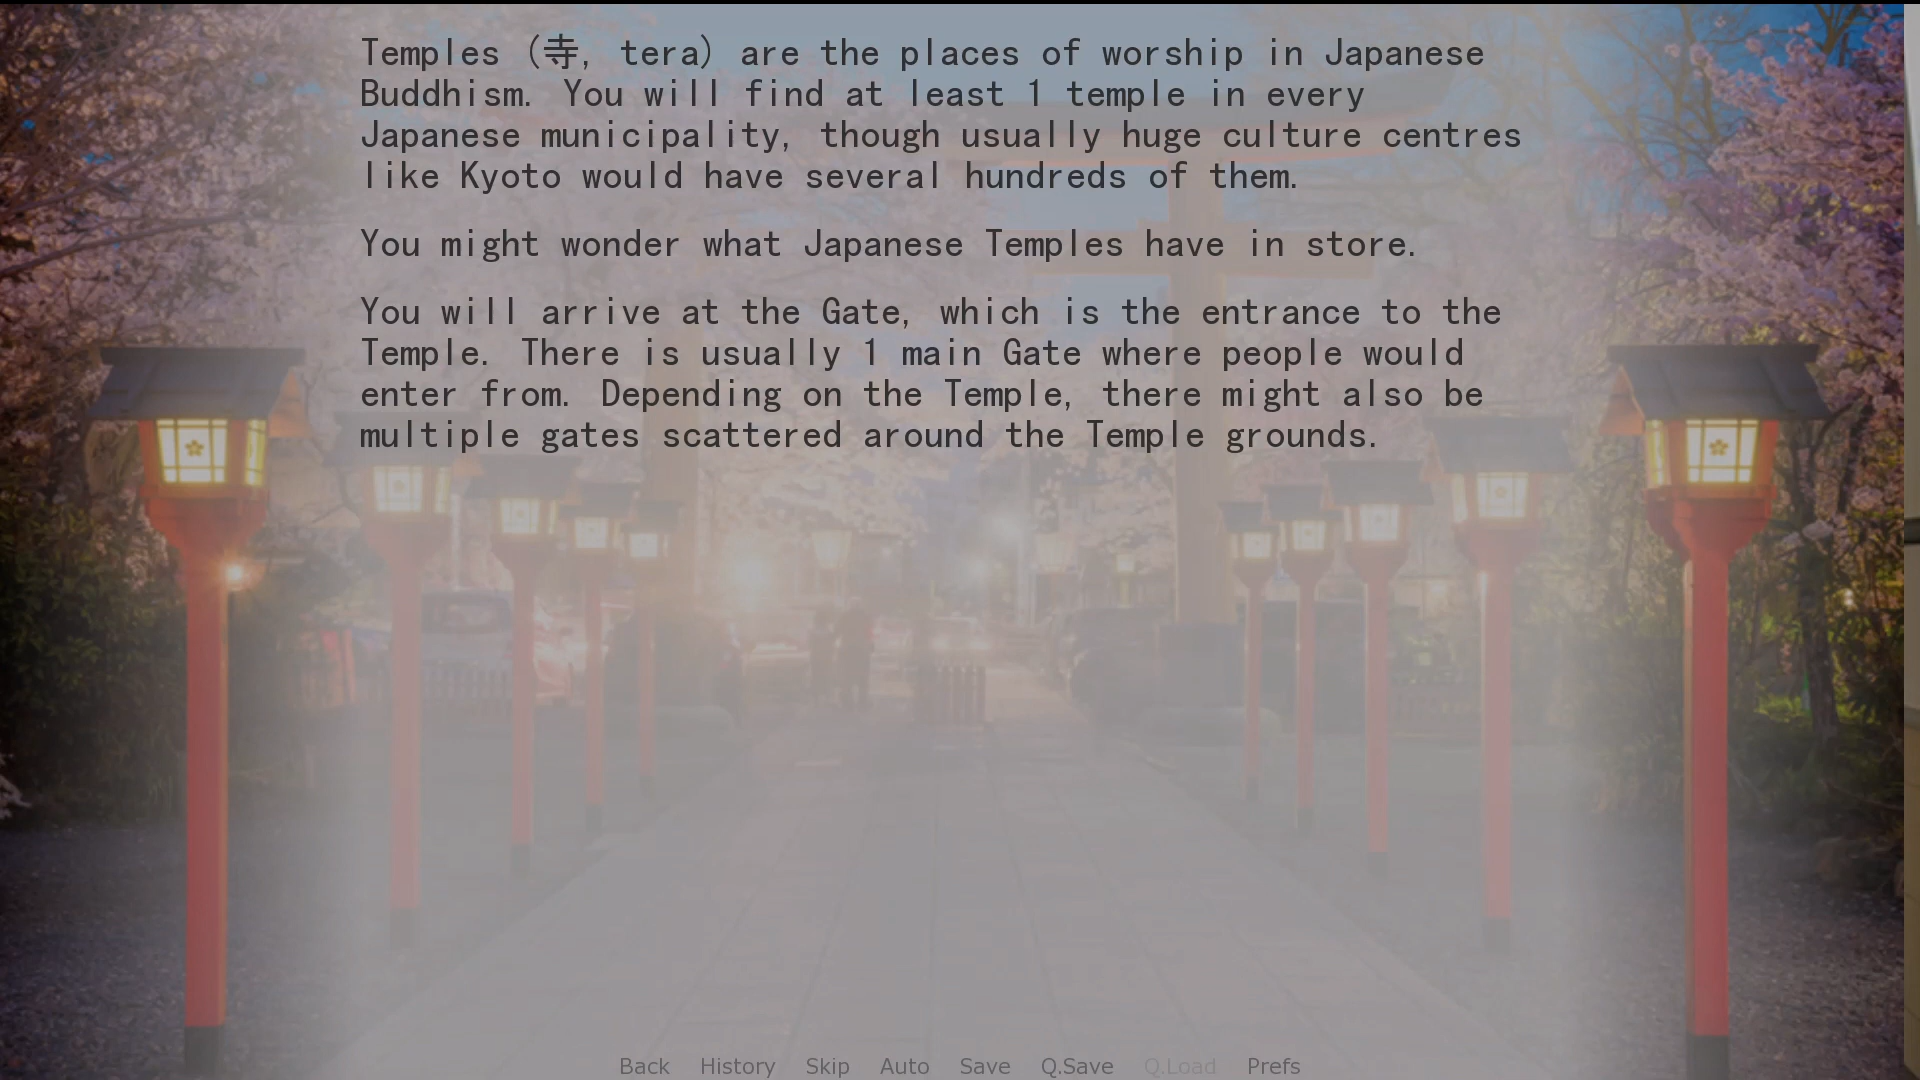 Temples (寺, tera) are the places of worship in Japanese
Buddhism. You will find at least 1 temple in every
Japanese municipality, though usually huge culture centres
like Kyoto would have several hundreds of them.
You might wonder what Japanese Temples have in store.
You will arrive at the Gate, which is the entrance to the
Temple. There is usually 1 main Gate where people would
enter from. Depending on the Temple, there might also be
multiple gates scattered around the Temple grounds.
Back History Skip Auto Save Q.Save Q.Load Prefs